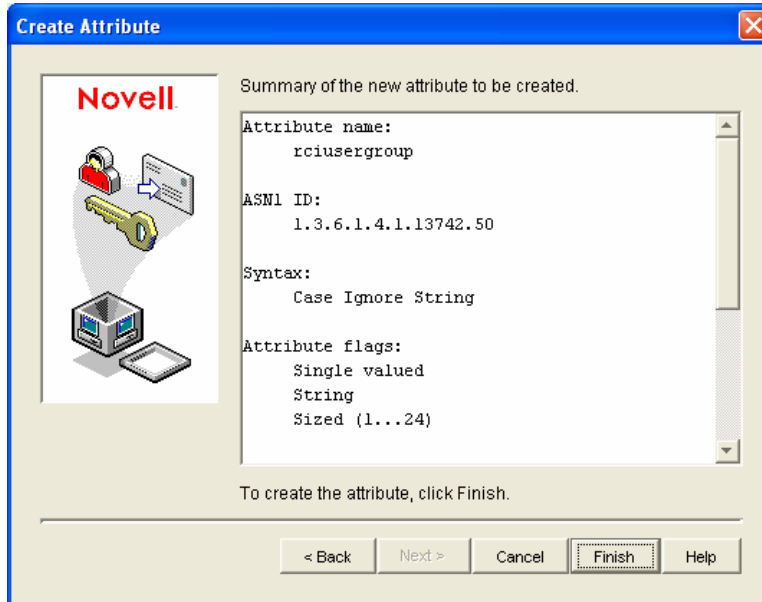 Create Attribute
Novell.
Summary of the new attribute to be created.
Attribute name:
rciusergroup
ASN1 ID:
1.3.6.1.4.1.13742.50
Syntax:
Case Ignore String
Attribute flags:
Single valued
String
Sized (1...24)
To create the attribute, click Finish.
< Back
Next >
Cancel
Finish
Help